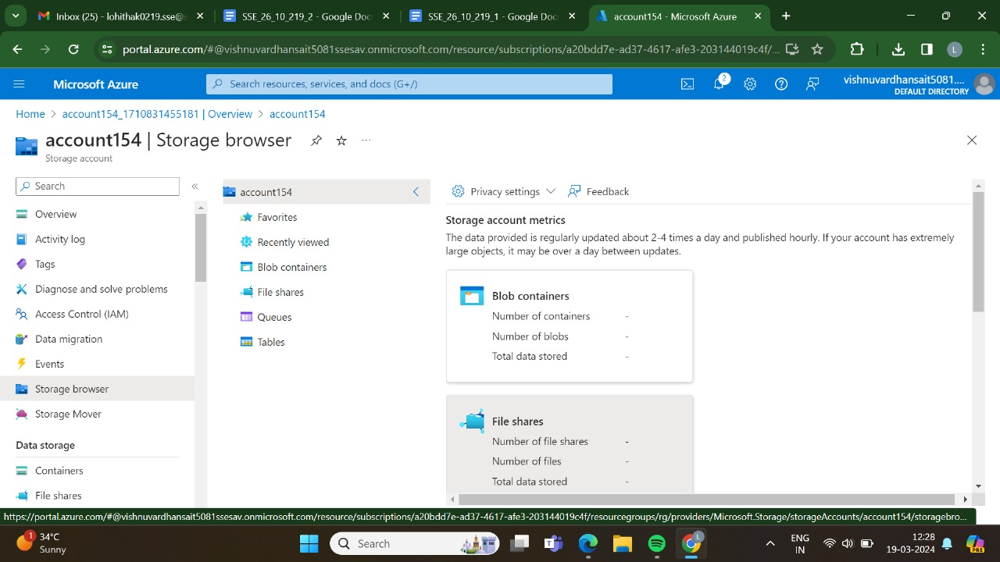 Inbox (25) - lohithak0219.sse@s
SSE_26_10_219_2 - Google Doc
SSE_26_10_219_1 - Google Doc
account154 - Microsoft Azure
portal.azure.com/#@vishnuvardhansait5081ssesav.onmicrosoft.com/resource/subscriptions/a20bdd7e-ad37-4617-afe3-203144019c4f/...
L
Microsoft Azure
Search resources, services, and docs (G+/)
2
vishnuvardhansait5081....
DEFAULT DIRECTORY
Home > account154_1710831455181 | Overview > account154
account154 | Storage browser
Storage account
Search
Overview
Activity log
Tags
Diagnose and solve problems
Access Control (IAM)
Data migration
Events
Storage browser
Storage Mover
Data storage
Containers
File shares
account154
Favorites
Recently viewed
Blob containers
File shares
Queues
Tables
Privacy settings
Feedback
Storage account metrics
The data provided is regularly updated about 2-4 times a day and published hourly. If your account has extremely
large objects, it may be over a day between updates.
Blob containers
Number of containers -
Number of blobs -
Total data stored -
File shares
Number of file shares -
Number of files -
Total data stored -
https://portal.azure.com/#@vishnuvardhansait5081ssesav.onmicrosoft.com/resource/subscriptions/a20bdd7e-ad37-4617-afe3-203144019c4f/resourcegroups/rg/providers/Microsoft.Storage/storageAccounts/account154/storagebro...
1
34°C
Sunny
Search
L
ENG
IN
12:28
19-03-2024
PRE